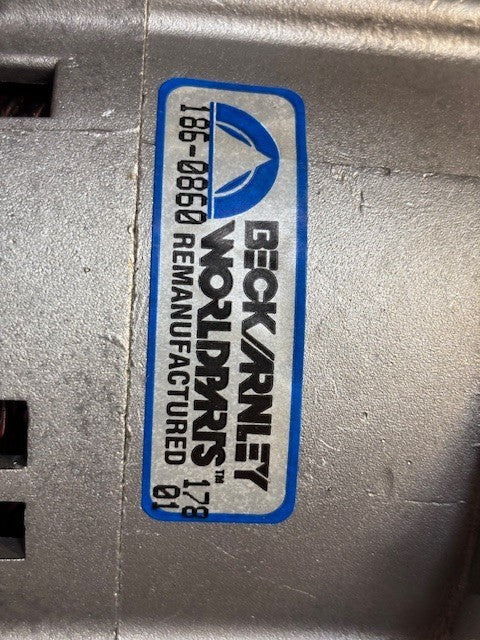 BECK/ARNLEY
WORLDPARTS™
178
186-0860 REMANUFACTURED 01